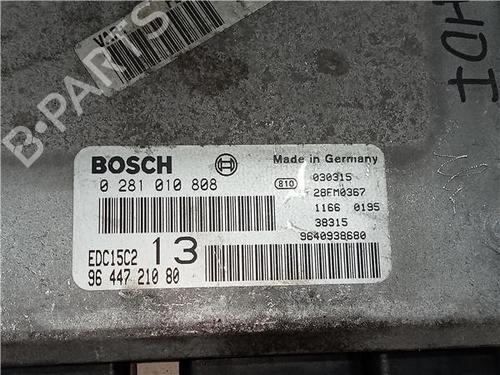 B-PARTS
HDI
BOSCH
Made in Germany
0 281 010 808
810
030315
28FM0367
1166 0195
38315
9640938680
EDC15C2 13
96 447 210 80